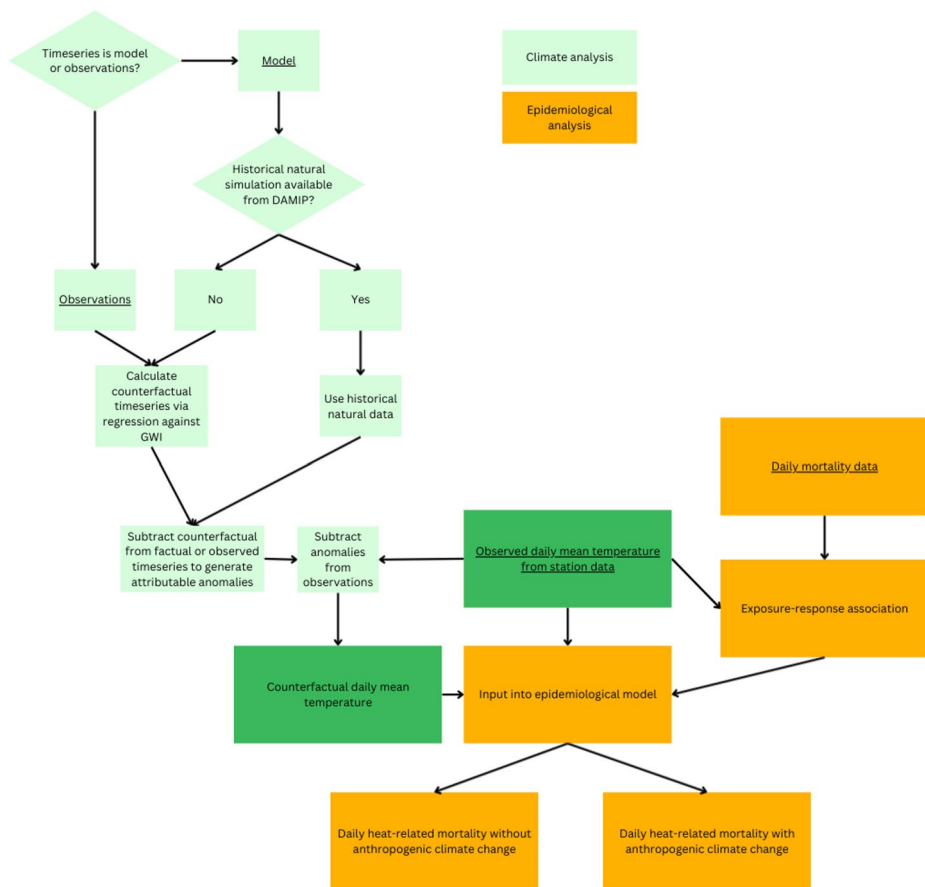 Timeseries is model
or observations?
Model
Climate analysis
Epidemiological
analysis
Historical natural
simulation available
from DAMIP?
Observations
No
Yes
Calculate
counterfactual
timeseries via
regression against
GWI
Use historical
natural data
Daily mortality data
Subtract counterfactual
from factual or observed
timeseries to generate
attributable anomalies
Subtract
anomalies
from
observations
Observed daily mean temperature
from station data
Exposure-response association
Counterfactual daily mean
temperature
Input into epidemiological model
Daily heat-related mortality without
anthropogenic climate change
Daily heat-related mortality with
anthropogenic climate change